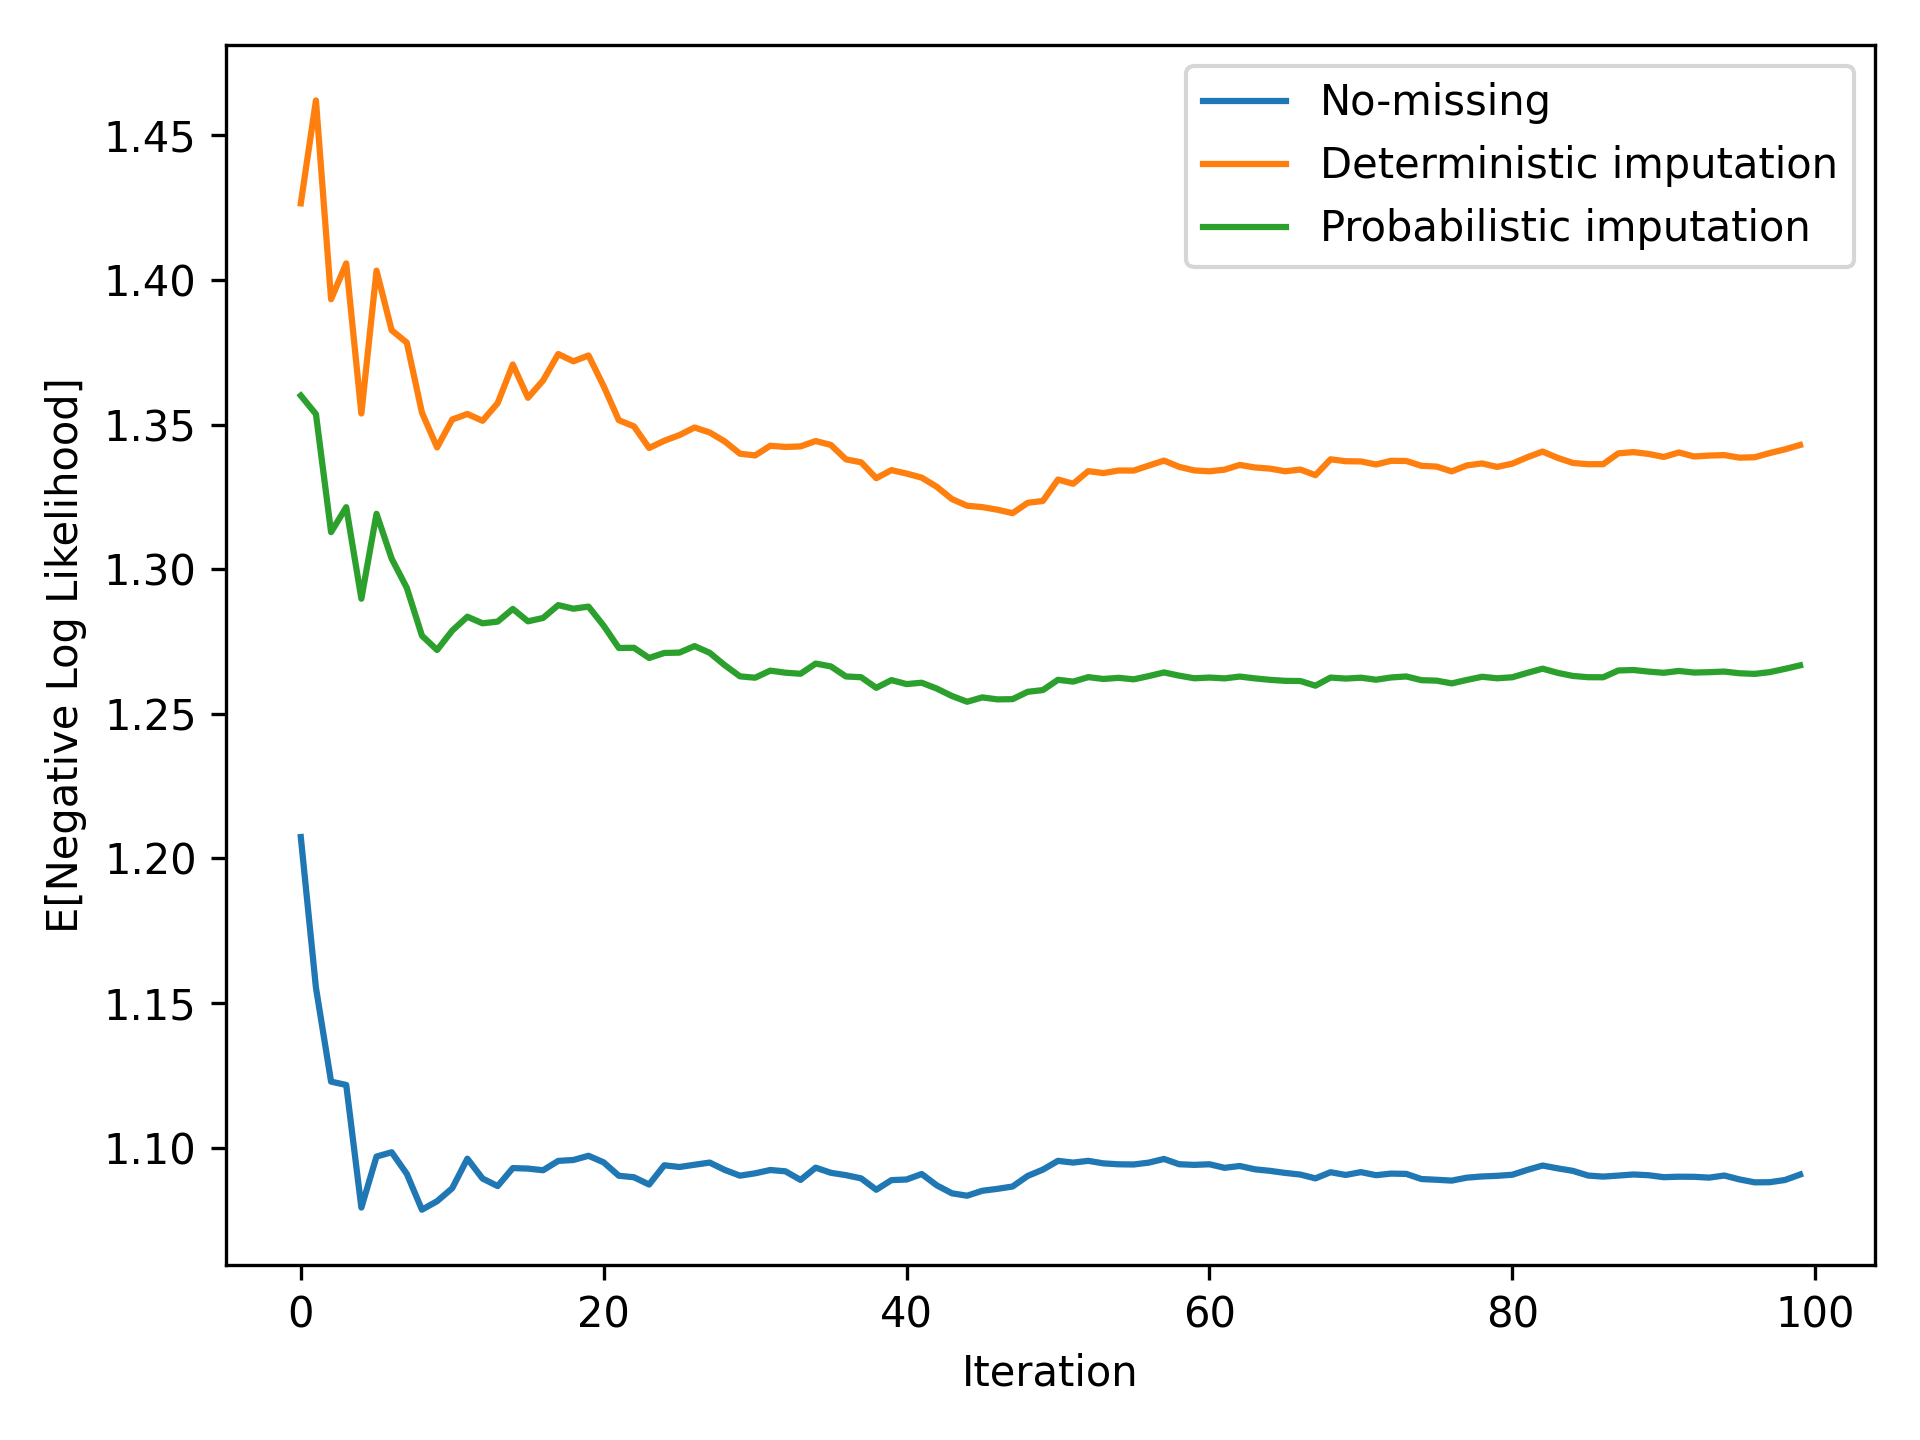 No-missing
Deterministic imputation
Probabilistic imputation
1.45
1.40
1.35
1.30
1.25
1.20
1.15
1.10
E[Negative Log Likelihood]
0 20 40 60 80 100
Iteration